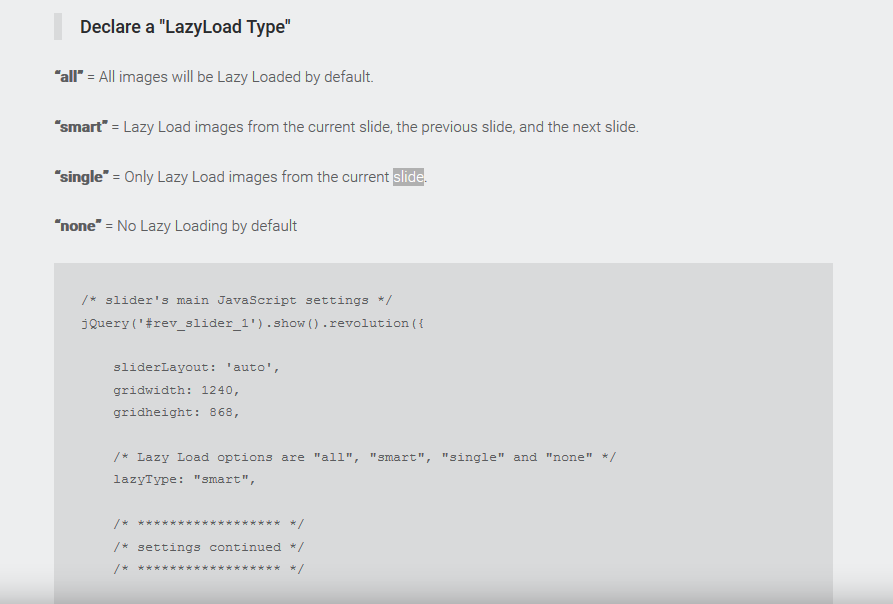 Declare a "LazyLoad Type"
“all” = All images will be Lazy Loaded by default.
“smart” = Lazy Load images from the current slide, the previous slide, and the next slide.
“single” = Only Lazy Load images from the current slide.
“none” = No Lazy Loading by default
/* slider's main JavaScript settings */
jQuery('#rev_slider_1').show().revolution({
sliderLayout: 'auto',
gridwidth: 1240,
gridheight: 868,
/* Lazy Load options are "all", "smart", "single" and "none" */
lazyType: "smart",
/* ****************** */
/* settings continued */
/* ****************** */